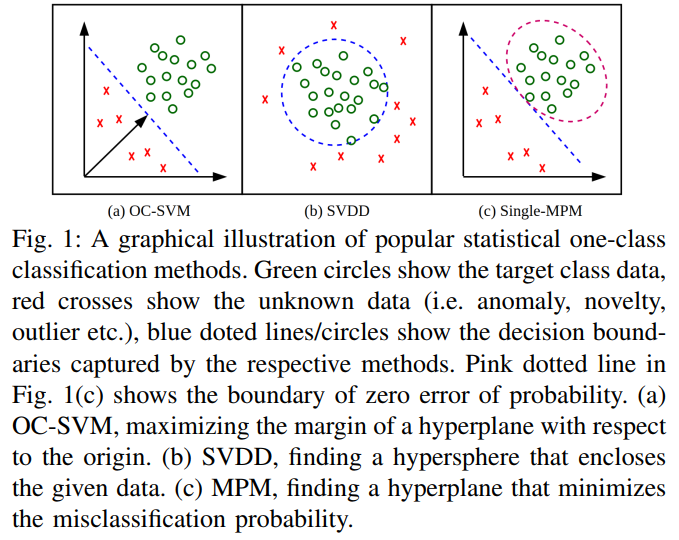 (a) OC-SVM
(b) SVDD
(c) Single-MPM
Fig. 1: A graphical illustration of popular statistical one-class
classification methods. Green circles show the target class data,
red crosses show the unknown data (i.e. anomaly, novelty,
outlier etc.), blue doted lines/circles show the decision bound-
aries captured by the respective methods. Pink dotted line in
Fig. 1(c) shows the boundary of zero error of probability. (a)
OC-SVM, maximizing the margin of a hyperplane with respect
to the origin. (b) SVDD, finding a hypersphere that encloses
the given data. (c) MPM, finding a hyperplane that minimizes
the misclassification probability.